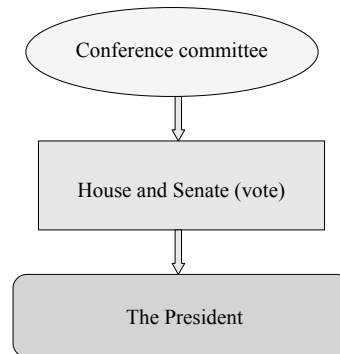 Conference committee
House and Senate (vote)
The President